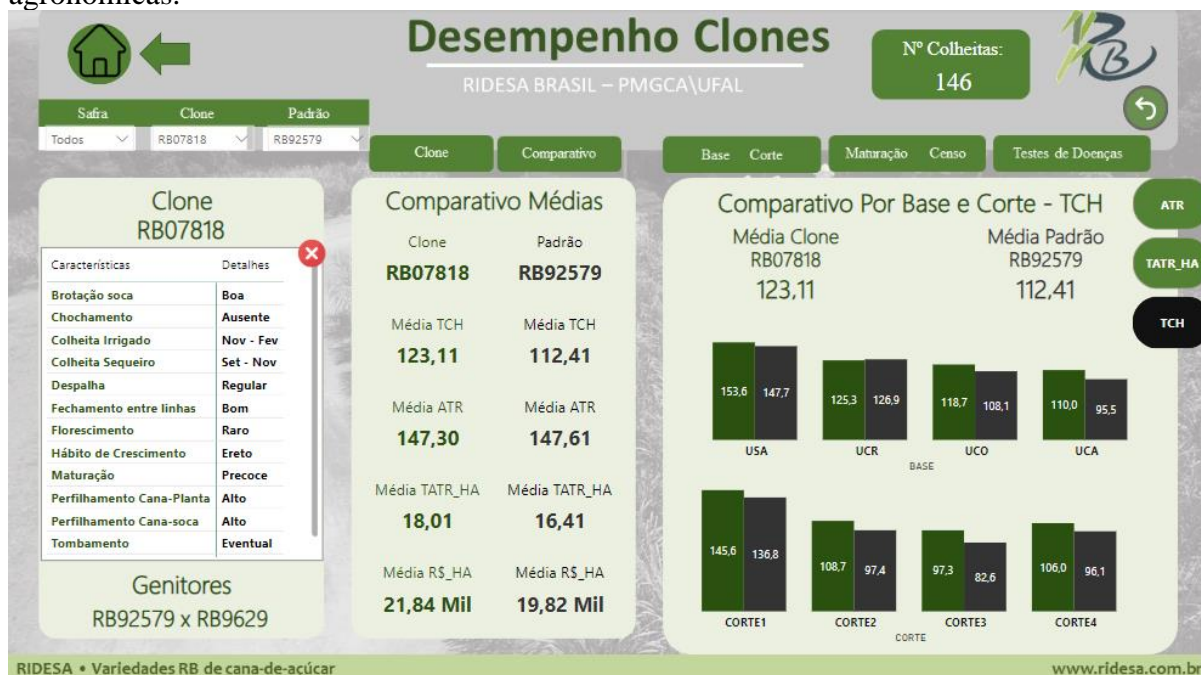 agronômicas.
Desempenho Clones
RIDESA BRASIL – PMGCA\UFAL
Nº Colheitas:
146
RB
Safra Clone Padrão
Todos RB07818 RB92579
Clone Comparativo Base Corte Maturação Censo Testes de Doenças
Clone
RB07818
Características Detalhes
Brotação soca Boa
Chochamento Ausente
Colheita Irrigado Nov - Fev
Colheita Sequeiro Set - Nov
Despalha Regular
Fechamento entre linhas Bom
Florescimento Raro
Hábito de Crescimento Ereto
Maturação Precoce
Perfilhamento Cana-Planta Alto
Perfilhamento Cana-soca Alto
Tombamento Eventual
Genitores
RB92579 x RB9629
Comparativo Médias
Clone Padrão
RB07818 RB92579
Média TCH Média TCH
123,11 112,41
Média ATR Média ATR
147,30 147,61
Média TATR_HA Média TATR_HA
18,01 16,41
Média R$_HA Média R$_HA
21,84 Mil 19,82 Mil
Comparativo Por Base e Corte - TCH
Média Clone Média Padrão
RB07818 RB92579
123,11 112,41
ATR
TATR_HA
TCH
153,6 147,7 125,3 126,9 118,7 108,1 110,0 95,5
USA UCR UCO UCA
BASE
145,6 136,8 108,7 97,4 97,3 82,6 106,0 96,1
CORTE1 CORTE2 CORTE3 CORTE4
CORTE
RIDESA • Variedades RB de cana-de-açúcar www.ridesa.com.br